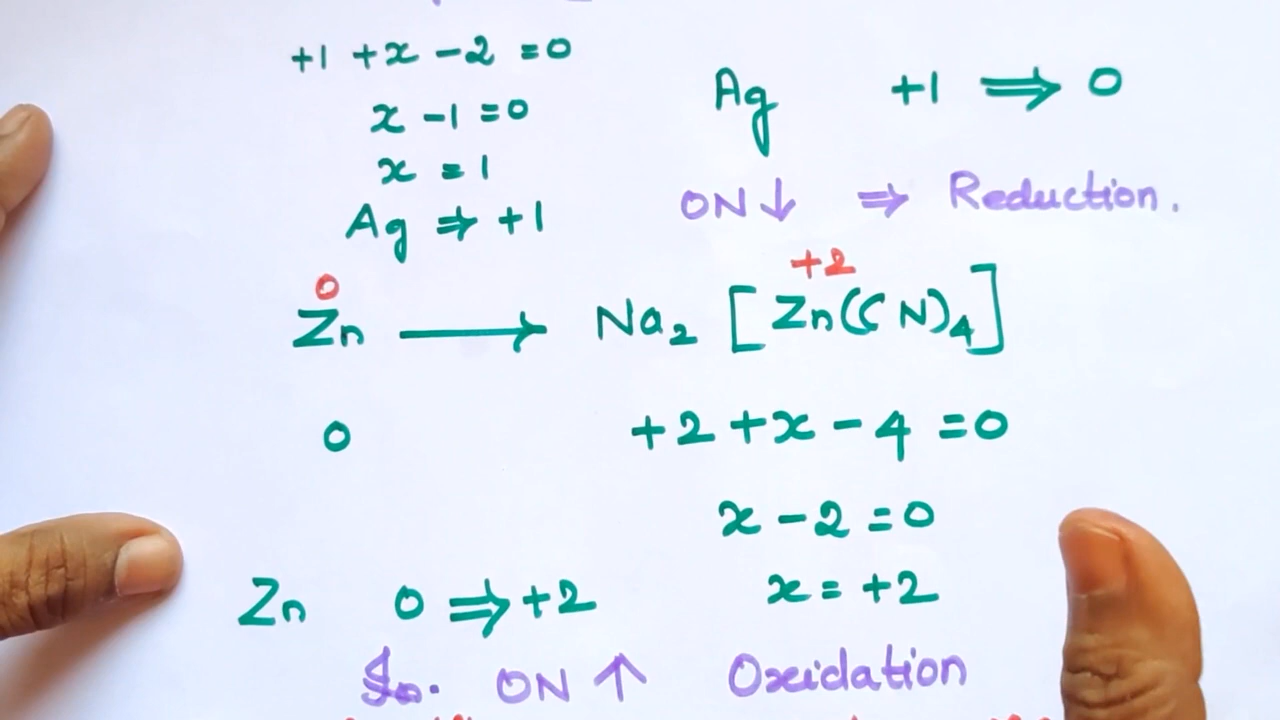 +1 +x -2 =0
x -1 =0
x = 1
Ag ⇒ +1
Ag +1 ⇒ 0
ON↓ ⇒ Reduction.
0
Zn → Na₂ [Zn(CN)₄]
+2
0
+2 +x -4 =0
x -2 =0
x = +2
Zn 0 ⇒ +2
ON ↑ Oxidation